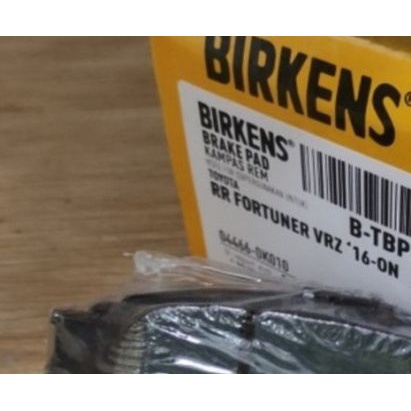 BIRKENS®
BIRKENS®
BRAKE PAD
KAMPAS REM
TOYOTA
B-TBP
RR FORTUNER VRZ '16-ON
04466-0K010